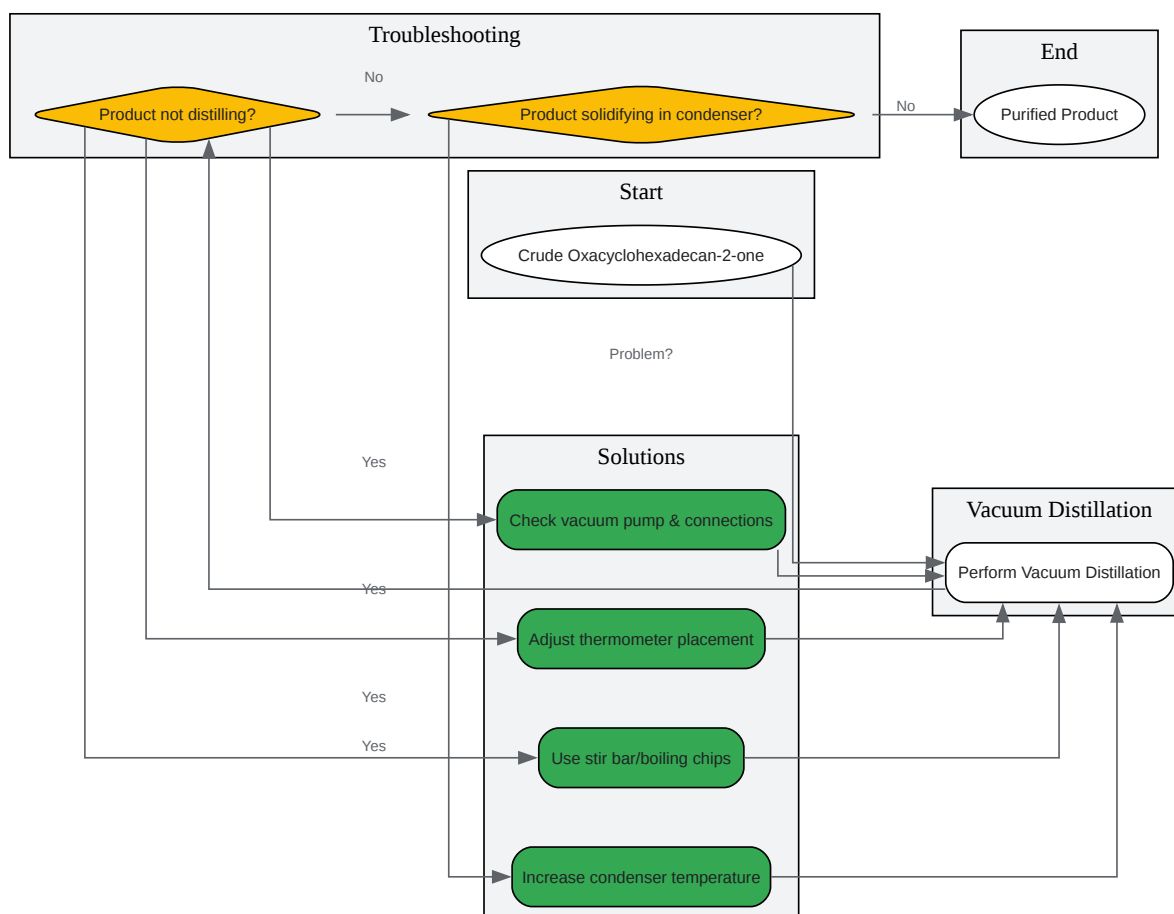 Troubleshooting
End
No
Product not distilling?
Product solidifying in condenser?
No
Purified Product
Start
Crude Oxacyclohexadecan-2-one
Problem?
Solutions
Yes
Vacuum Distillation
Check vacuum pump & connections
Perform Vacuum Distillation
Yes
Adjust thermometer placement
Yes
Yes
Use stir bar/boiling chips
Increase condenser temperature